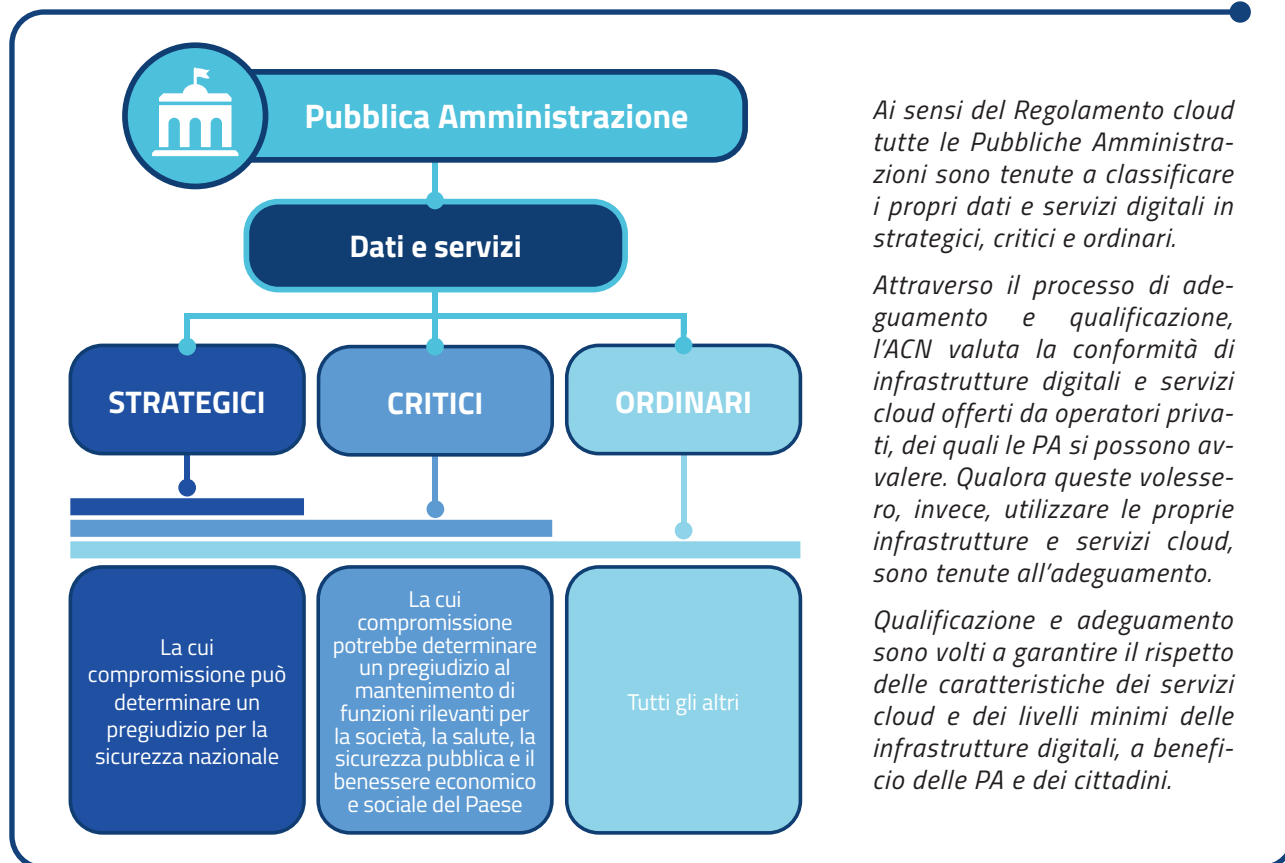 Pubblica Amministrazione
Dati e servizi
STRATEGICI
CRITICI
ORDINARI
La cui
compromissione può
determinare un
pregiudizio per la
sicurezza nazionale
La cui
compromissione
potrebbe determinare
un pregiudizio al
mantenimento di
funzioni rilevanti per
la società, la salute, la
sicurezza pubblica e il
benessere economico
e sociale del Paese
Tutti gli altri
Ai sensi del Regolamento cloud
tutte le Pubbliche Amministra-
zioni sono tenute a classificare
i propri dati e servizi digitali in
strategici, critici e ordinari.
Attraverso il processo di ade-
guamento e qualificazione,
l'ACN valuta la conformità di
infrastrutture digitali e servizi
cloud offerti da operatori priva-
ti, dei quali le PA si possono av-
valere. Qualora queste volesse-
ro, invece, utilizzare le proprie
infrastrutture e servizi cloud,
sono tenute all'adeguamento.
Qualificazione e adeguamento
sono volti a garantire il rispetto
delle caratteristiche dei servizi
cloud e dei livelli minimi delle
infrastrutture digitali, a benefi-
cio delle PA e dei cittadini.